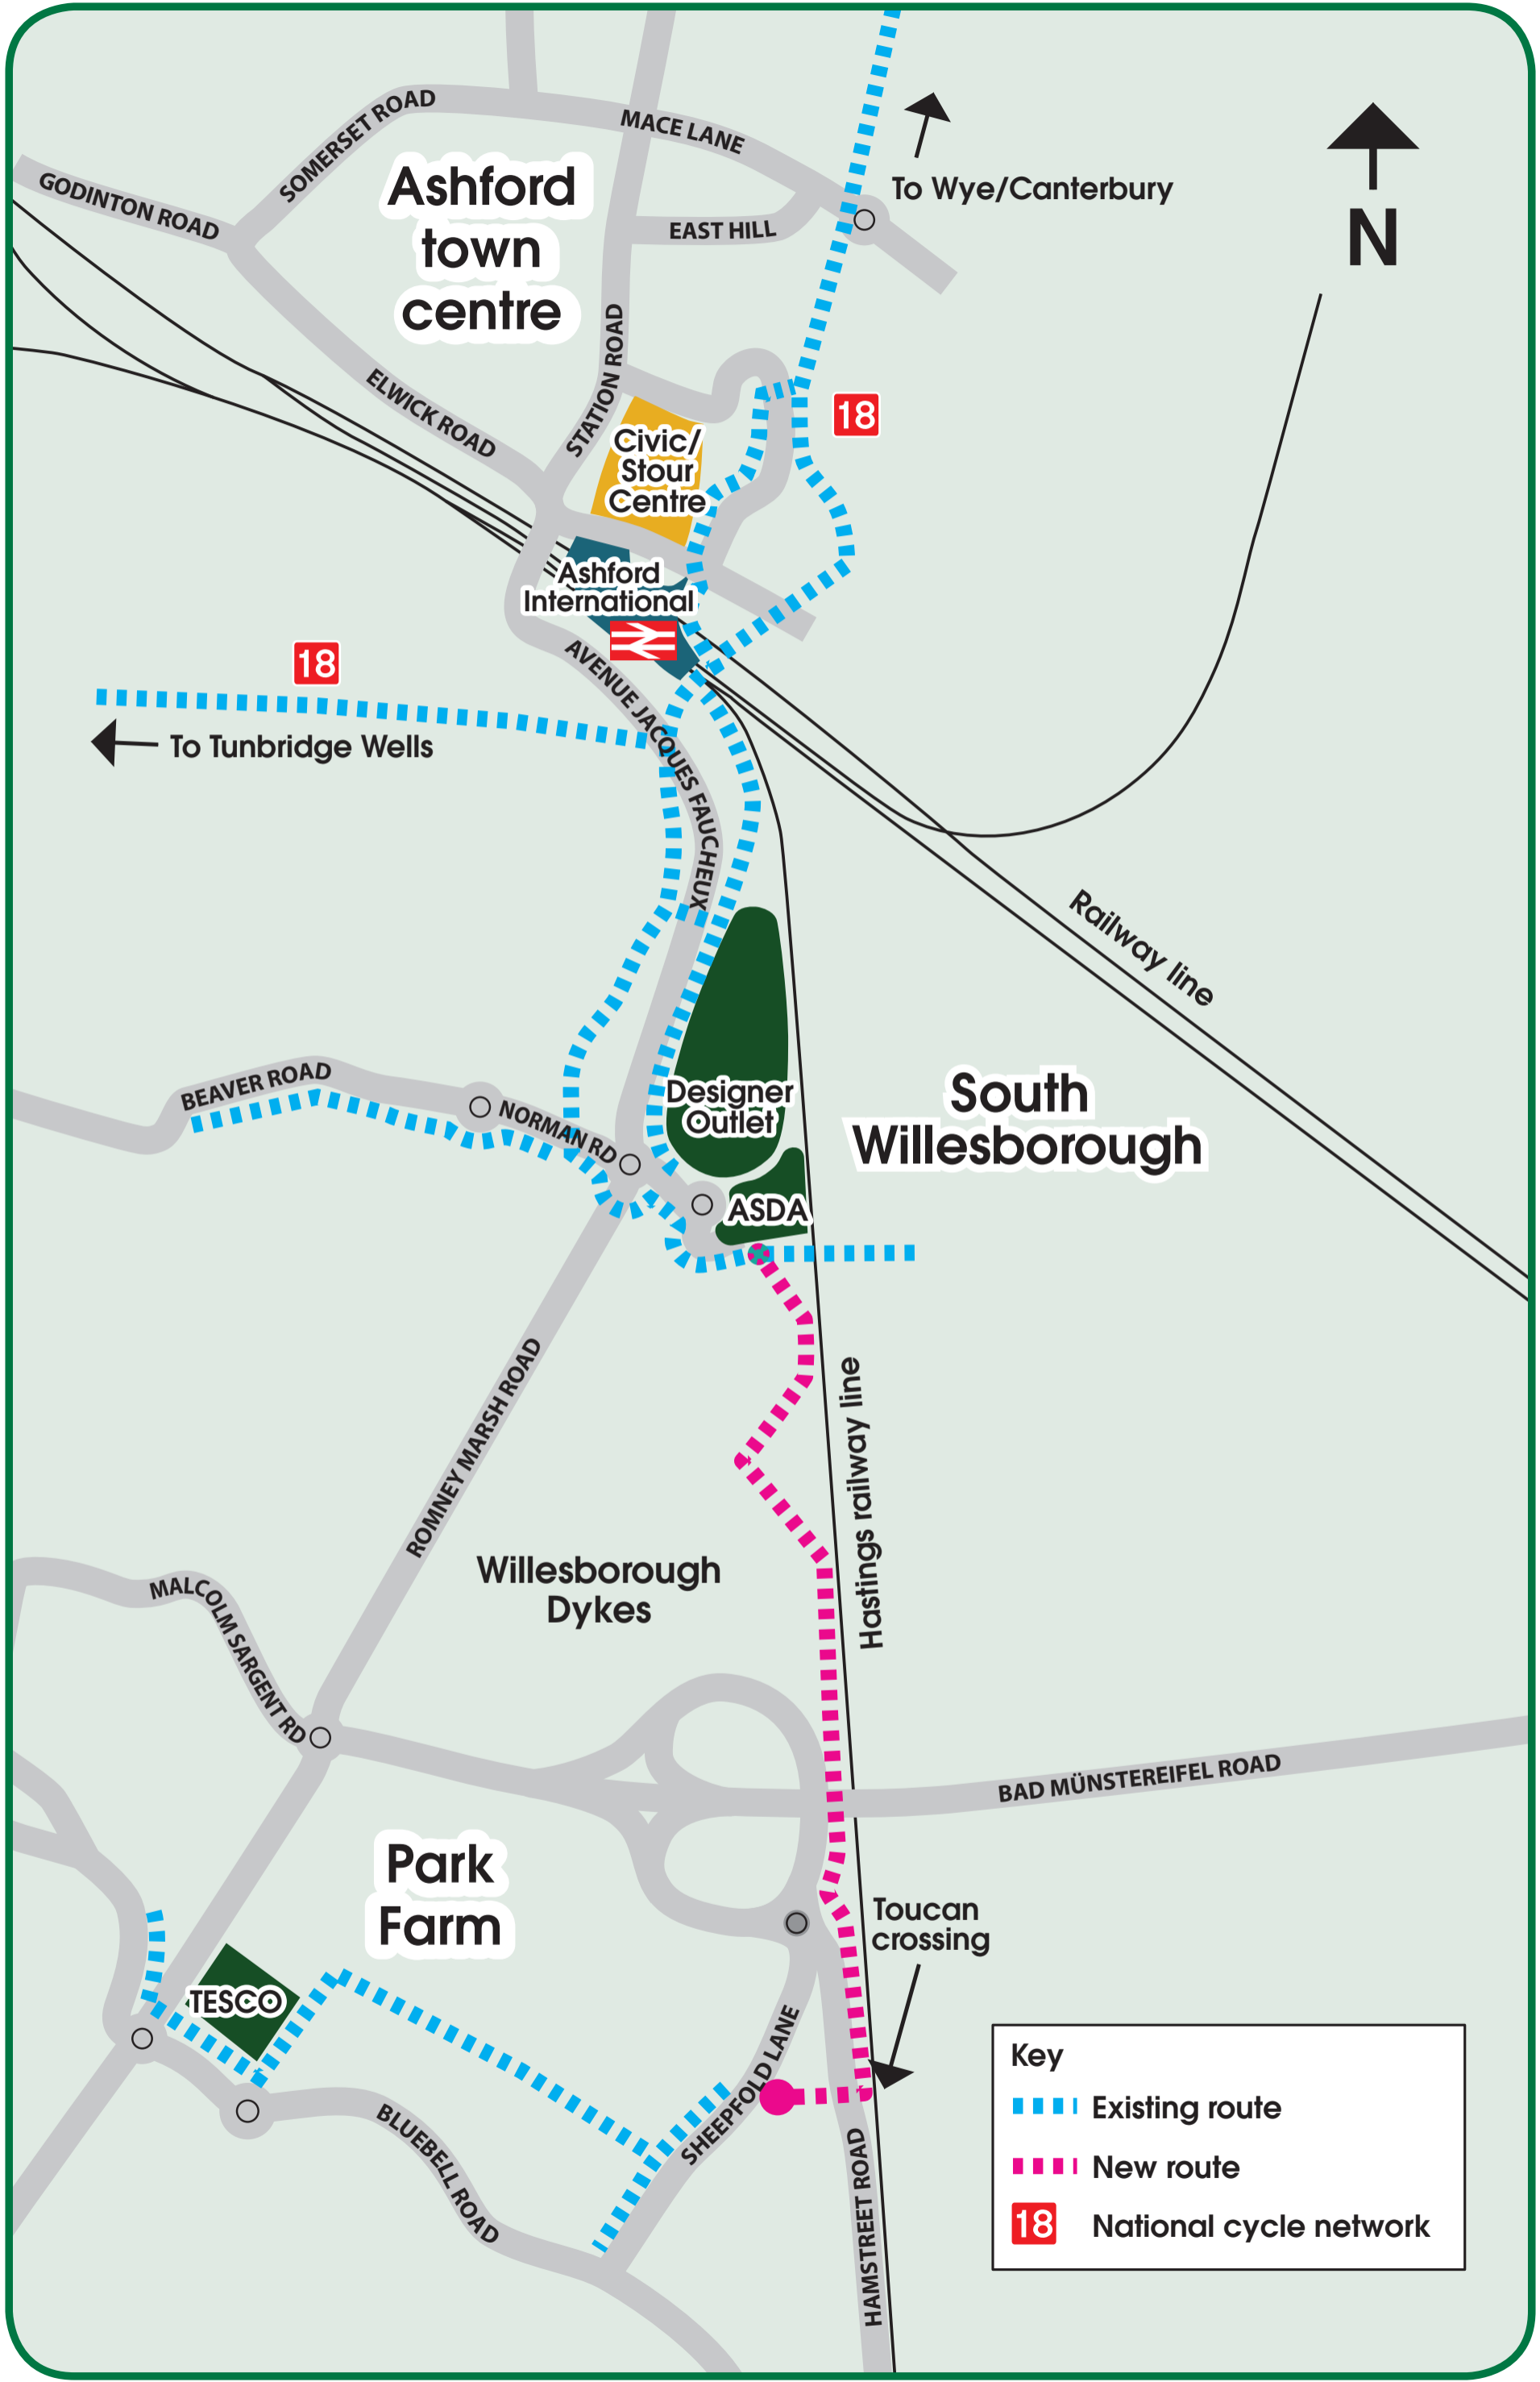 SOMERSET ROAD
MACE LANE
GODINTON ROAD
Ashford
town
centre
To Wye/Canterbury
N
EAST HILL
STATION ROAD
ELWICK ROAD
18
Civic/
Stour
Centre
Ashford
International
18
To Tunbridge Wells
AVENUE JACQUES FAUCHEUX
Railway line
BEAVER ROAD
NORMAN RD
Designer
Outlet
South
Willesborough
ASDA
ROMNEY MARSH ROAD
Hastings railway line
Willesborough
Dykes
MALCOLM SARGENT RD
BAD MÜNSTEREIFEL ROAD
Park
Farm
Toucan
crossing
TESCO
SHEEPFOLD LANE
BLUEBELL ROAD
HAMSTREET ROAD
Key
Existing route
New route
18 National cycle network